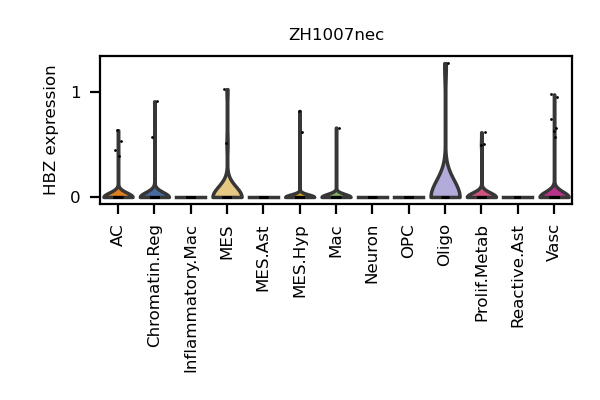 ZH1007nec
HBZ expression
1
0
AC
Chromatin.Reg
Inflammatory.Mac
MES
MES.Ast
MES.Hyp
Mac
Neuron
OPC
Oligo
Prolif.Metab
Reactive.Ast
Vasc